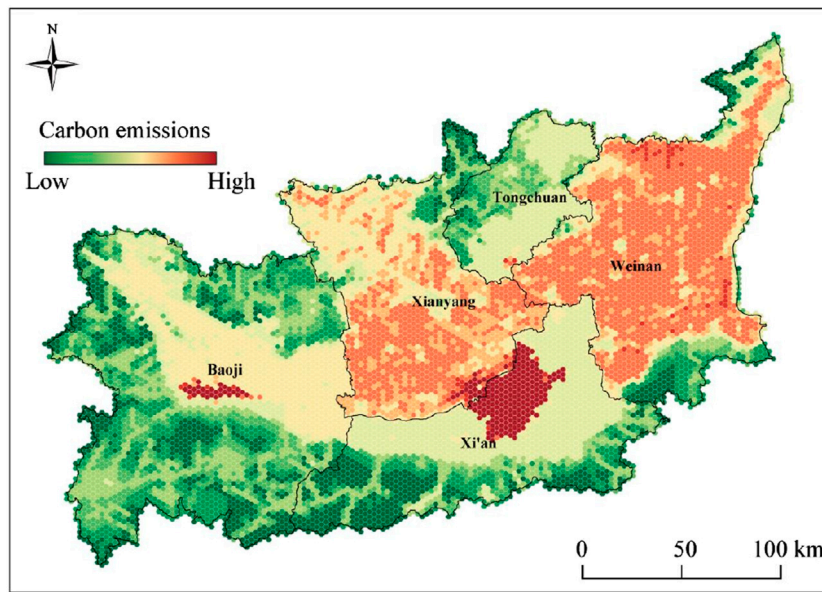 N
Carbon emissions
Low High
Tongchuan
Weinan
Xianyang
Baoji
Xi'an
0 50 100 km